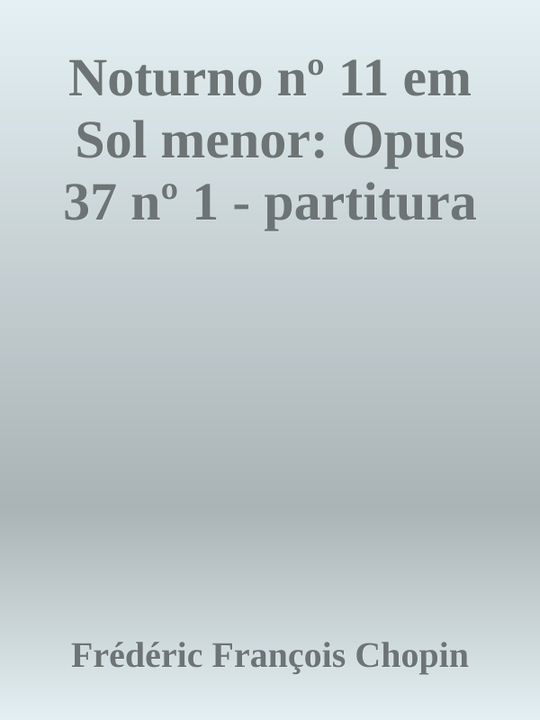 Noturno nº 11 em
Sol menor: Opus
37 nº 1 - partitura
Frédéric François Chopin